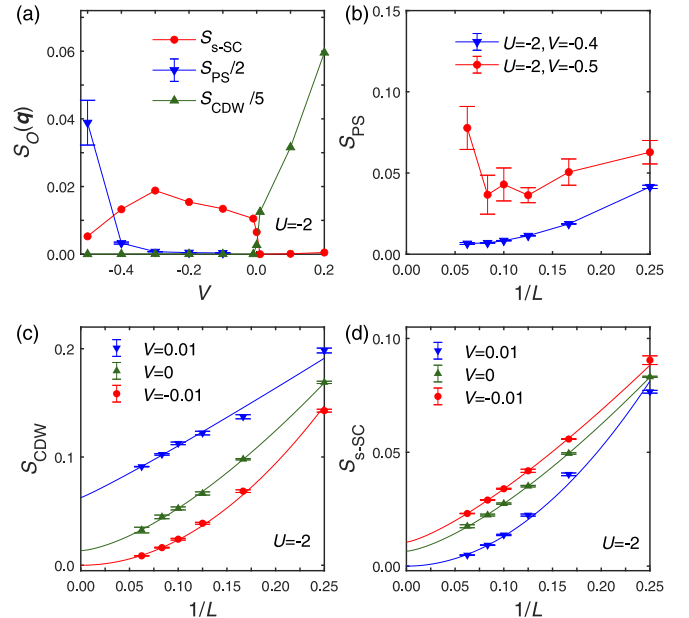 (a)
S_s-SC
S_PS/2
S_CDW /5
S_O(q)
0.06
0.04
0.02
0.00
-0.4 -0.2 0.0 0.2
V
U=-2
(b)
U=-2,V=-0.4
U=-2,V=-0.5
S_PS
0.15
0.10
0.05
0.00
0.00 0.05 0.10 0.15 0.20 0.25
1/L
(c)
V=0.01
V=0
V=-0.01
S_CDW
0.2
0.1
0.0
0.00 0.05 0.10 0.15 0.20 0.25
1/L
U=-2
(d)
V=0.01
V=0
V=-0.01
S_s-SC
0.10
0.05
0.00
0.00 0.05 0.10 0.15 0.20 0.25
1/L
U=-2